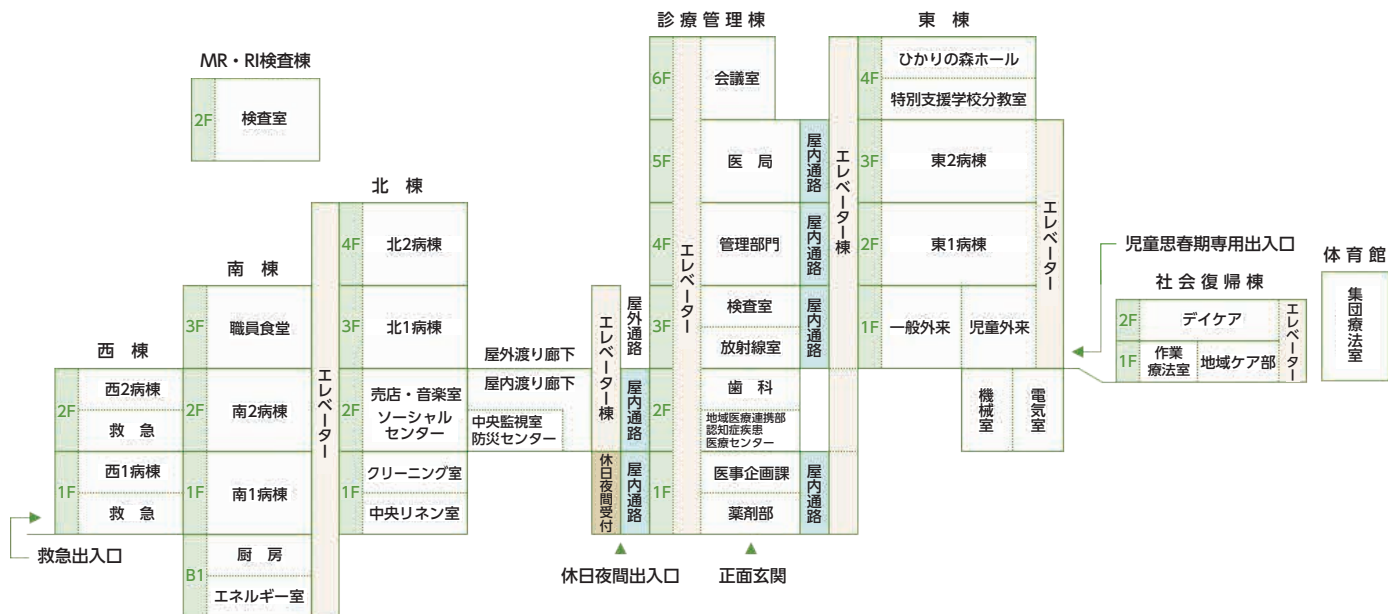 MR・RI検査棟
2F
検査室
西棟
2F
西2病棟
救急
1F
西1病棟
救急
救急出入口
南棟
3F
職員食堂
2F
南2病棟
1F
南1病棟
B1
厨房
エネルギー室
エレベーター
北棟
4F
北2病棟
3F
北1病棟
2F
売店・音楽室
ソーシャル
センター
中央監視室
防災センター
1F
クリーニング室
中央リネン室
屋外渡り廊下
屋内渡り廊下
エレベーター棟
休日夜間受付
屋外通路
屋内通路
屋内通路
休日夜間出入口
診療管理棟
6F
会議室
5F
医局
4F
管理部門
3F
検査室
放射線室
2F
歯科
地域医療連携部
認知症疾患
医療センター
1F
医事企画課
薬剤部
エレベーター
屋内通路
屋内通路
屋内通路
屋内通路
正面玄関
エレベーター棟
東棟
4F
ひかりの森ホール
特別支援学校分教室
3F
東2病棟
2F
東1病棟
1F
一般外来
児童外来
機械室
電気室
エレベーター
児童思春期専用出入口
社会復帰棟
2F
デイケア
1F
作業
療法室
地域ケア部
エレベーター
体育館
集団療法室